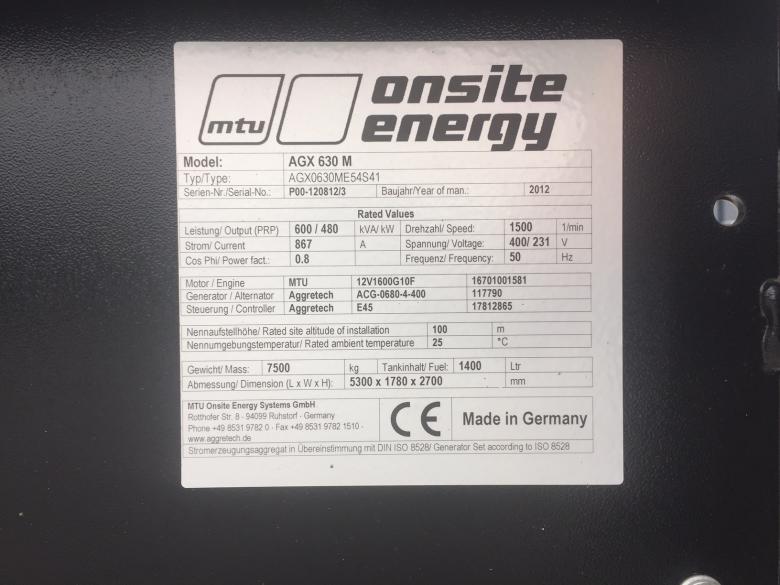 mtu onsite energy
Model: AGX 630 M
Typ/Type: AGX0630ME54S41
Serien-Nr./Serial-No.: P00-120812/3 Baujahr/Year of man.: 2012
Rated Values
Leistung/ Output (PRP) 600 / 480 kVA/ kW Drehzahl/ Speed: 1500 1/min
Strom/ Current 867 A Spannung/ Voltage: 400/ 231 V
Cos Phi/ Power fact.: 0.8 Frequenz/ Frequency: 50 Hz
Motor / Engine MTU 12V1600G10F 16701001581
Generator / Alternator Aggretech ACG-0680-4-400 117790
Steuerung / Controller Aggretech E45 17812865
Nennaufstellhöhe/ Rated site altitude of installation 100 m
Nennumgebungstemperatur/ Rated ambient temperature 25 °C
Gewicht/ Mass: 7500 kg Tankinhalt/ Fuel: 1400 Ltr
Abmessung/ Dimension (L x W x H): 5300 x 1780 x 2700 mm
MTU Onsite Energy Systems GmbH
Rotthofer Str. 8 - 94099 Ruhstorf - Germany
Phone +49 8531 9782 0 - Fax +49 8531 9782 1510 -
www.aggretech.de
CE Made in Germany
Stromerzeugungsaggregat in Übereinstimmung mit DIN ISO 8528/ Generator Set according to ISO 8528